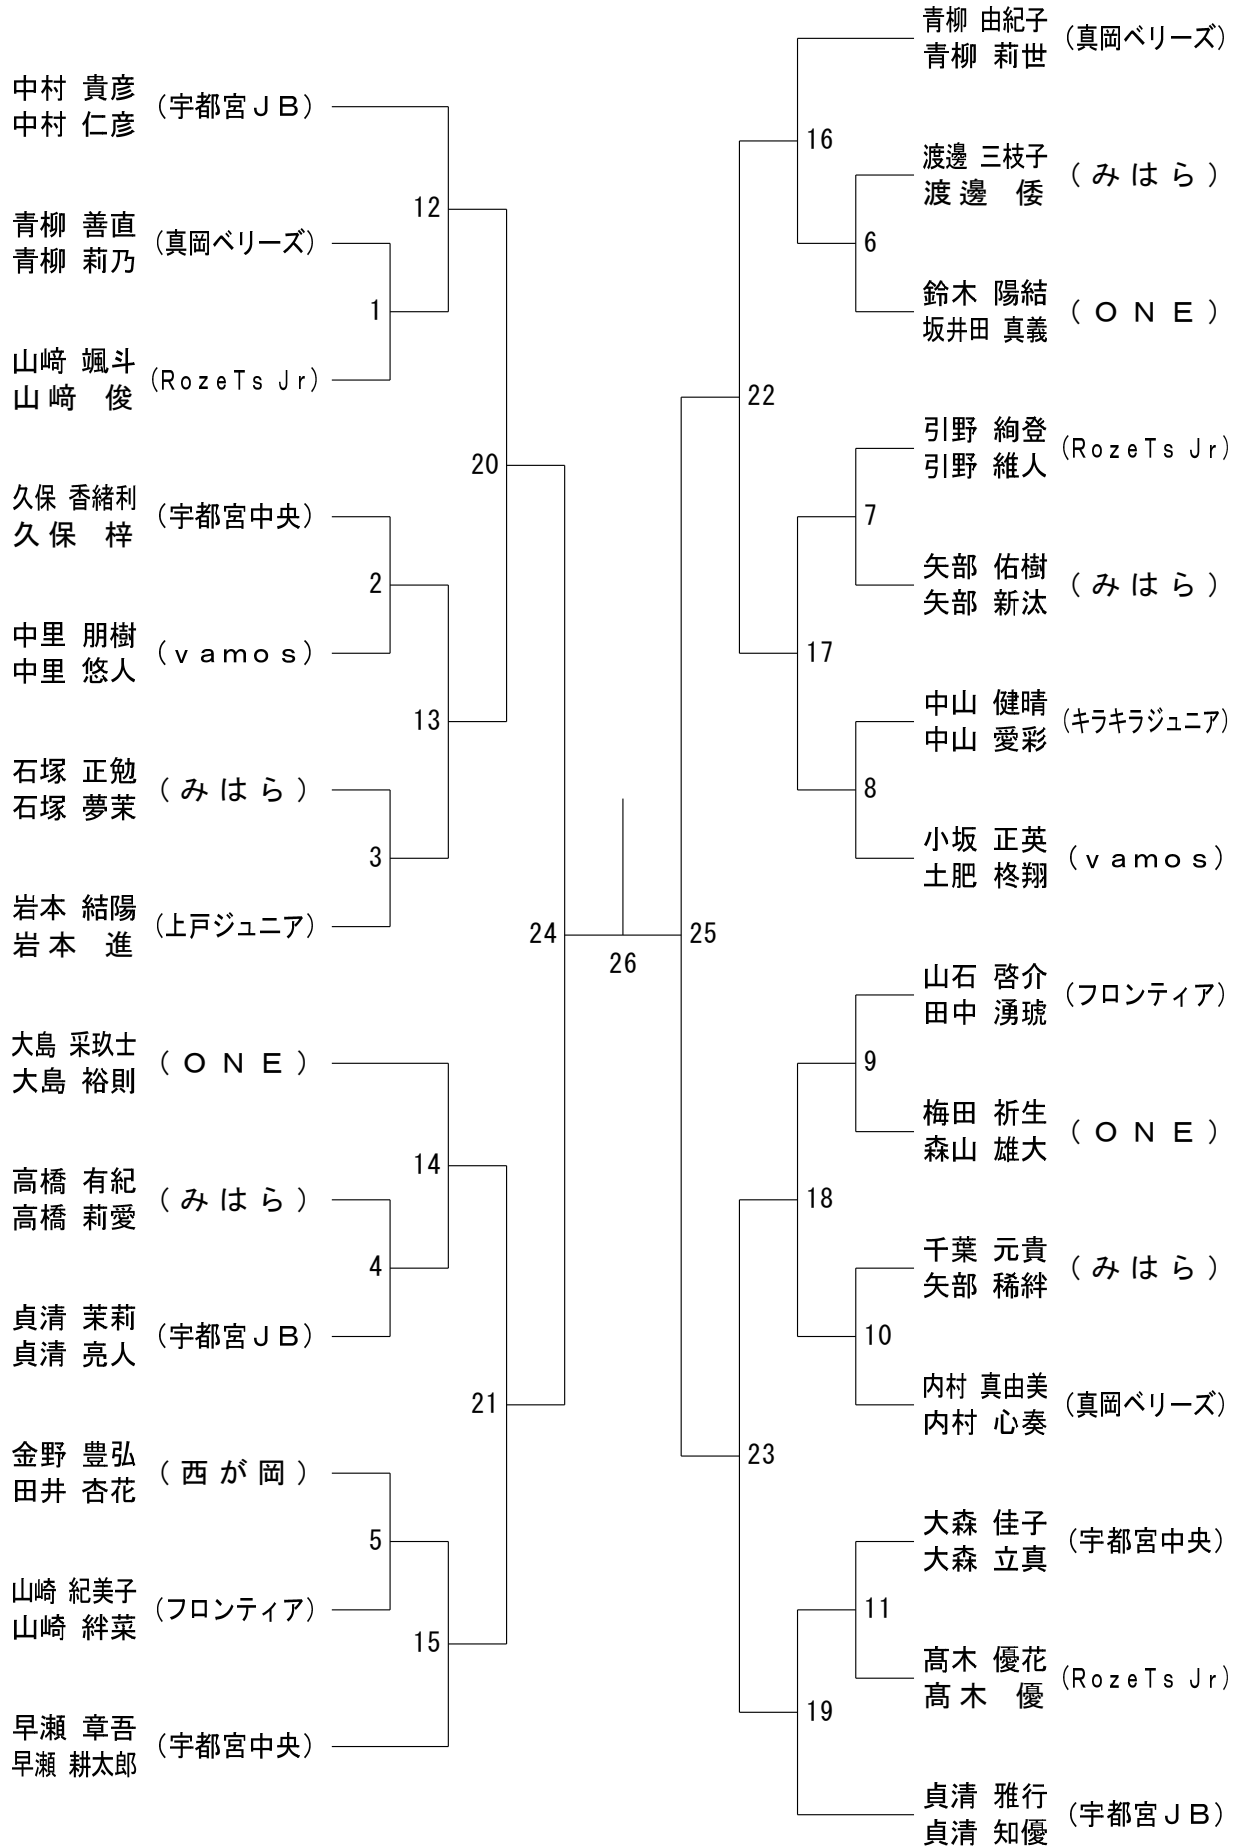 中村 貴彦
中村 仁彦
(宇都宮JB)
青柳 善直
青柳 莉乃
(真岡ベリーズ)
山﨑 颯斗
山﨑 俊
(RozeTs Jr)
久保 香緒利
久保 梓
(宇都宮中央)
中里 朋樹
中里 悠人
(vamos)
石塚 正勉
石塚 夢茉
(みはら)
岩本 結陽
岩本 進
(上戸ジュニア)
大島 采玖士
大島 裕則
(ONE)
高橋 有紀
高橋 莉愛
(みはら)
貞清 茉莉
貞清 亮人
(宇都宮JB)
金野 豊弘
田井 杏花
(西が岡)
山崎 紀美子
山崎 絆菜
(フロンティア)
早瀬 章吾
早瀬 耕太郎
(宇都宮中央)
12
1
20
2
13
3
24
14
4
21
5
15
26
25
16
6
22
7
17
8
9
18
10
23
11
19
青柳 由紀子
青柳 莉世
(真岡ベリーズ)
渡邊 三枝子
渡邊 倭
(みはら)
鈴木 陽結
坂井田 真義
(ONE)
引野 絢登
引野 維人
(RozeTs Jr)
矢部 佑樹
矢部 新汰
(みはら)
中山 健晴
中山 愛彩
(キラキラジュニア)
小坂 正英
土肥 柊翔
(vamos)
山石 啓介
田中 湧琥
(フロンティア)
梅田 祈生
森山 雄大
(ONE)
千葉 元貴
矢部 稀絆
(みはら)
内村 真由美
内村 心奏
(真岡ベリーズ)
大森 佳子
大森 立真
(宇都宮中央)
髙木 優花
髙木 優
(RozeTs Jr)
貞清 雅行
貞清 知優
(宇都宮JB)